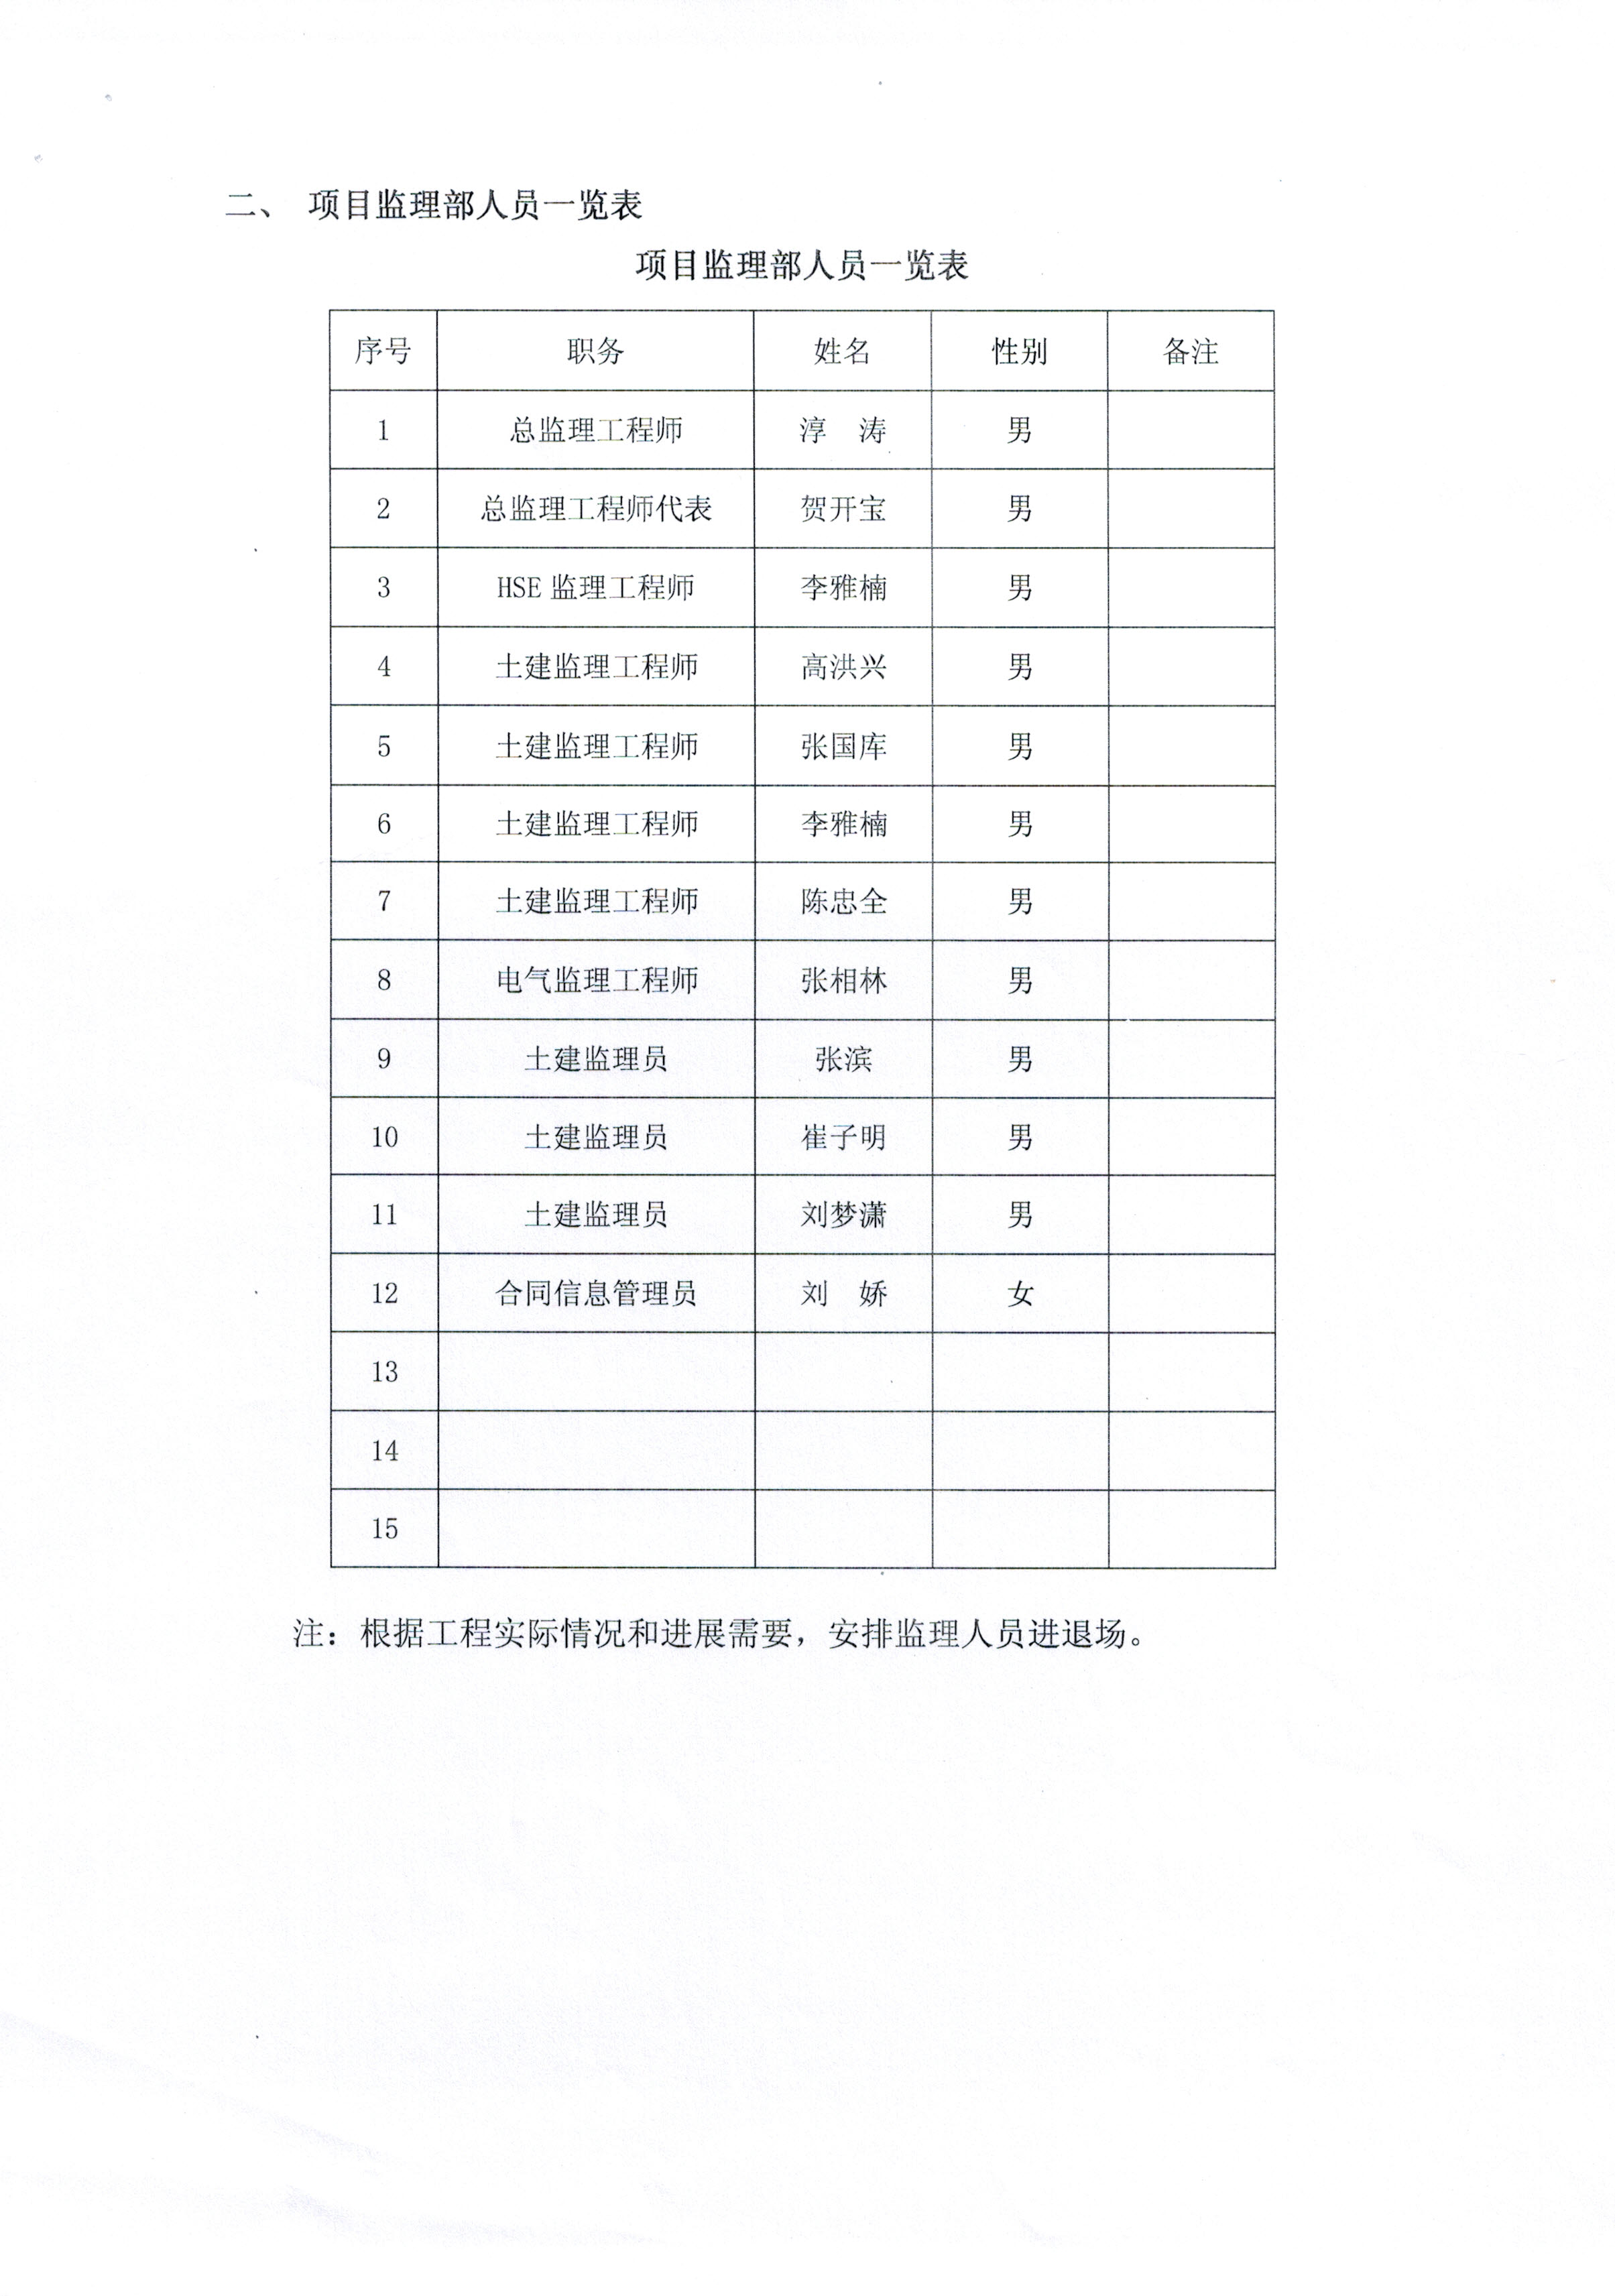 二、 项目监理部人员一览表
项目监理部人员一览表
序号 职务 姓名 性别 备注
1 总监理工程师 淳 涛 男
2 总监理工程师代表 贺开宝 男
3 HSE 监理工程师 李雅楠 男
4 土建监理工程师 高洪兴 男
5 土建监理工程师 张国库 男
6 土建监理工程师 李雅楠 男
7 土建监理工程师 陈忠全 男
8 电气监理工程师 张相林 男
9 土建监理员 张滨 男
10 土建监理员 崔子明 男
11 土建监理员 刘梦潇 男
12 合同信息管理员 刘 娇 女
13
14
15
注：根据工程实际情况和进展需要，安排监理人员进退场。